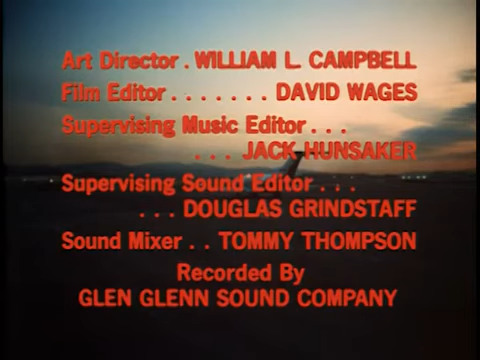 Art Director . WILLIAM L. CAMPBELL
Film Editor . . . . . . . DAVID WAGES
Supervising Music Editor . . .
. . . JACK HUNSAKER
Supervising Sound Editor . . .
. . . DOUGLAS GRINDSTAFF
Sound Mixer . . TOMMY THOMPSON
Recorded By
GLEN GLENN SOUND COMPANY